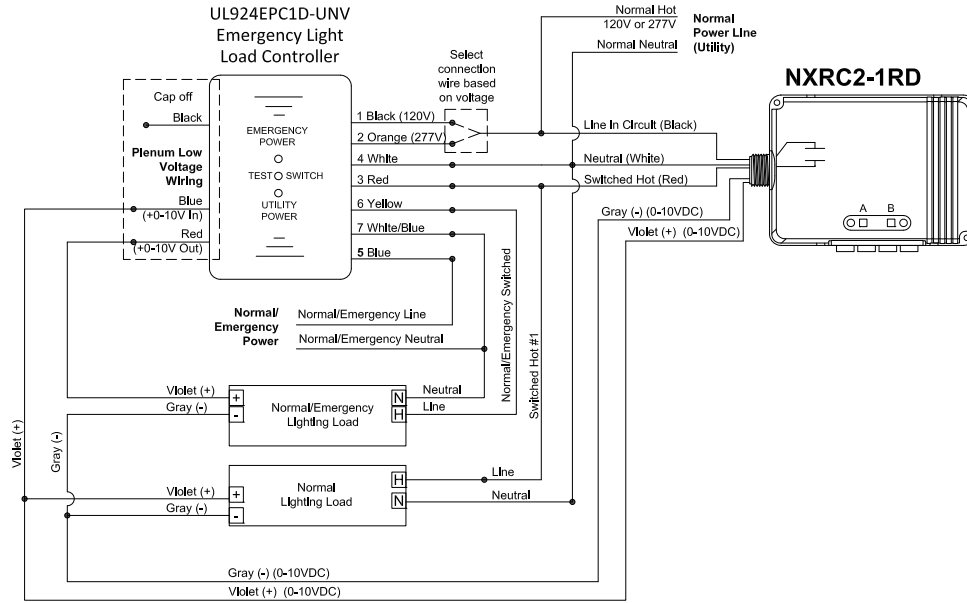 UL924EPC1D-UNV
Emergency Light
Load Controller
Normal Hot
120V or 277V
Normal
Power Line
(Utility)
Normal Neutral
Select
connection
wire based
on voltage
NXRC2-1RD
Cap off
Black
Plenum Low
Voltage
Wiring
Blue
(+0-10V In)
Red
(+0-10V Out)
EMERGENCY
POWER
TEST SWITCH
UTILITY
POWER
1 Black (120V)
2 Orange (277V)
4 White
3 Red
6 Yellow
7 White/Blue
5 Blue
Line in Circuit (Black)
Neutral (White)
Switched Hot (Red)
Gray (-) (0-10VDC)
Violet (+) (0-10VDC)
A B
Normal/
Emergency
Power
Normal/Emergency Line
Normal/Emergency Neutral
Normal/Emergency Switched
Switched Hot #1
Violet (+)
Gray (-)
+
-
Normal/Emergency
Lighting Load
N
H
Neutral
Line
Violet (+)
Gray (-)
Violet (+)
Gray (-)
+
-
Normal
Lighting Load
H
N
Line
Neutral
Gray (-) (0-10VDC)
Violet (+) (0-10VDC)